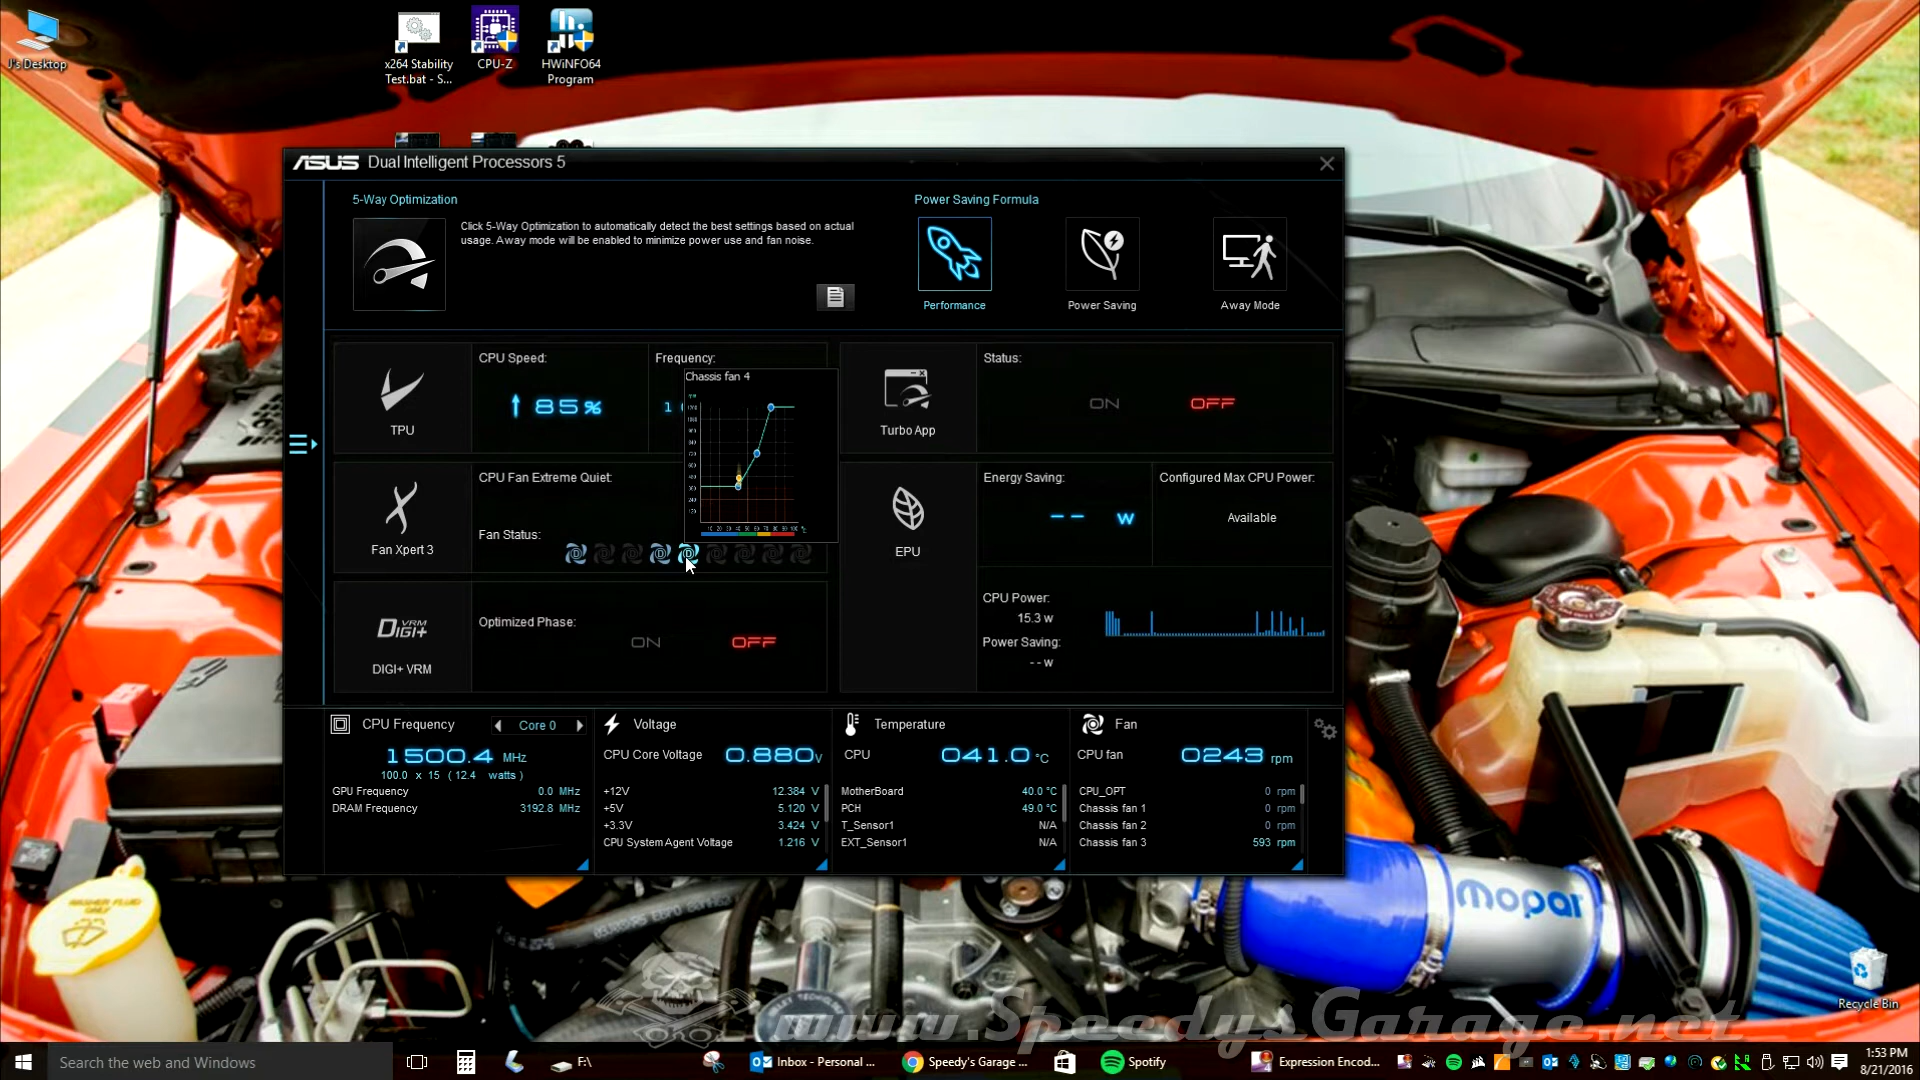 J's Desktop
x64 Stability
Test.bat - S...
CPU-Z
HWiNFO64
Program
ASUS Dual Intelligent Processors 5
5-Way Optimization
Click 5-Way Optimization to automatically detect the best settings based on actual
usage. Away mode will be enabled to minimize power use and fan noise.
Power Saving Formula
Performance
Power Saving
Away Mode
TPU
CPU Speed:
85%
Frequency:
Chassis fan 4
Turbo App
Status:
ON
OFF
Fan Xpert 3
CPU Fan Extreme Quiet:
Fan Status:
EPU
Energy Saving:
-- w
Configured Max CPU Power:
Available
CPU Power:
15.3 w
Power Saving:
-- w
VRM
DIGI+
DIGI+ VRM
Optimized Phase:
ON
OFF
CPU Frequency
Core 0
1500.4 MHz
100.0 x 15 (12.4 watts)
GPU Frequency 0.0 MHz
DRAM Frequency 3192.8 MHz
Voltage
CPU Core Voltage 0.880 V
+12V 12.384 V
+5V 5.120 V
+3.3V 3.424 V
CPU System Agent Voltage 1.216 V
Temperature
CPU 041.0 °C
MotherBoard 40.0 °C
PCH 49.0 °C
T_Sensor1 N/A
EXT_Sensor1 N/A
Fan
CPU fan 0243 rpm
CPU_OPT 0 rpm
Chassis fan 1 0 rpm
Chassis fan 2 0 rpm
Chassis fan 3 593 rpm
WASHER FLUID
ONLY
mopar
Recycle Bin
www.SpeedysGarage.net
Search the web and Windows
F:\
Inbox - Personal ...
Speedy's Garage ...
Spotify
Expression Encod...
1:53 PM
8/21/2016